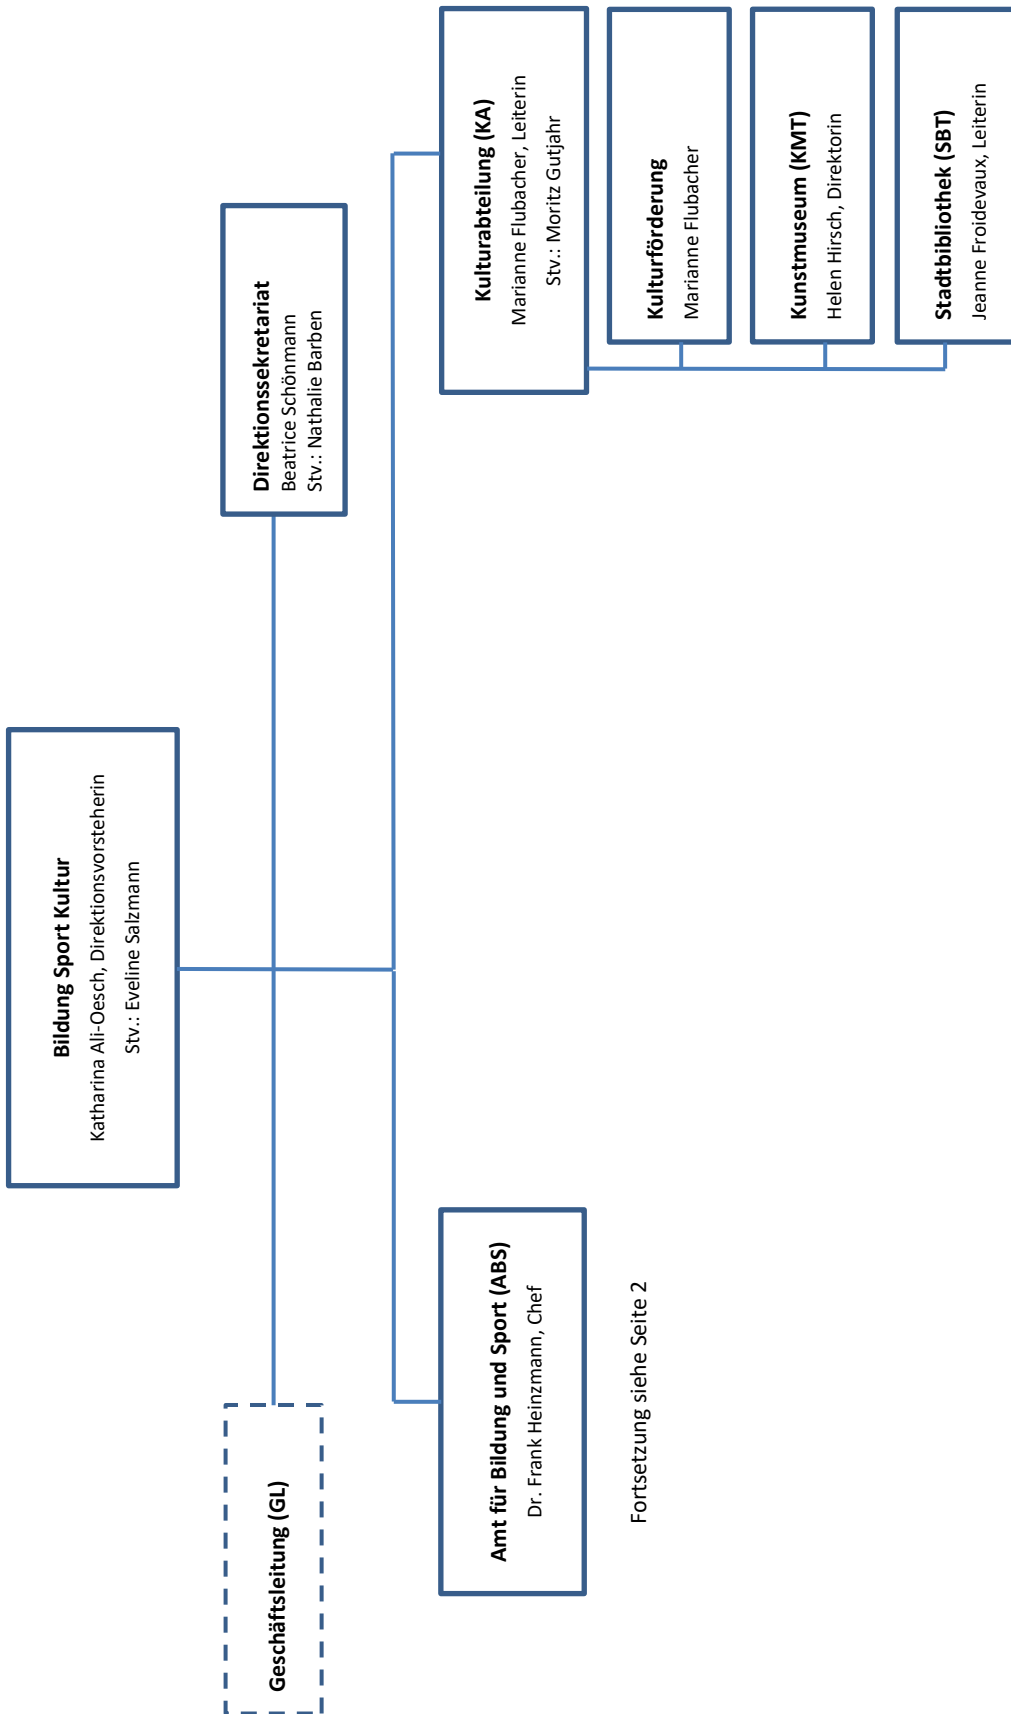 Bildung Sport Kultur
Katharina Ali-Oesch, Direktionsvorsteherin
Stv.: Eveline Salzmann
Geschäftsleitung (GL)
Direktionssekretariat
Beatrice Schönmann
Stv.: Nathalie Barben
Amt für Bildung und Sport (ABS)
Dr. Frank Heinzmann, Chef
Fortsetzung siehe Seite 2
Kulturabteilung (KA)
Marianne Flubacher, Leiterin
Stv.: Moritz Gutjahr
Kulturförderung
Marianne Flubacher
Kunstmuseum (KMT)
Helen Hirsch, Direktorin
Stadtbibliothek (SBT)
Jeanne Froidevaux, Leiterin